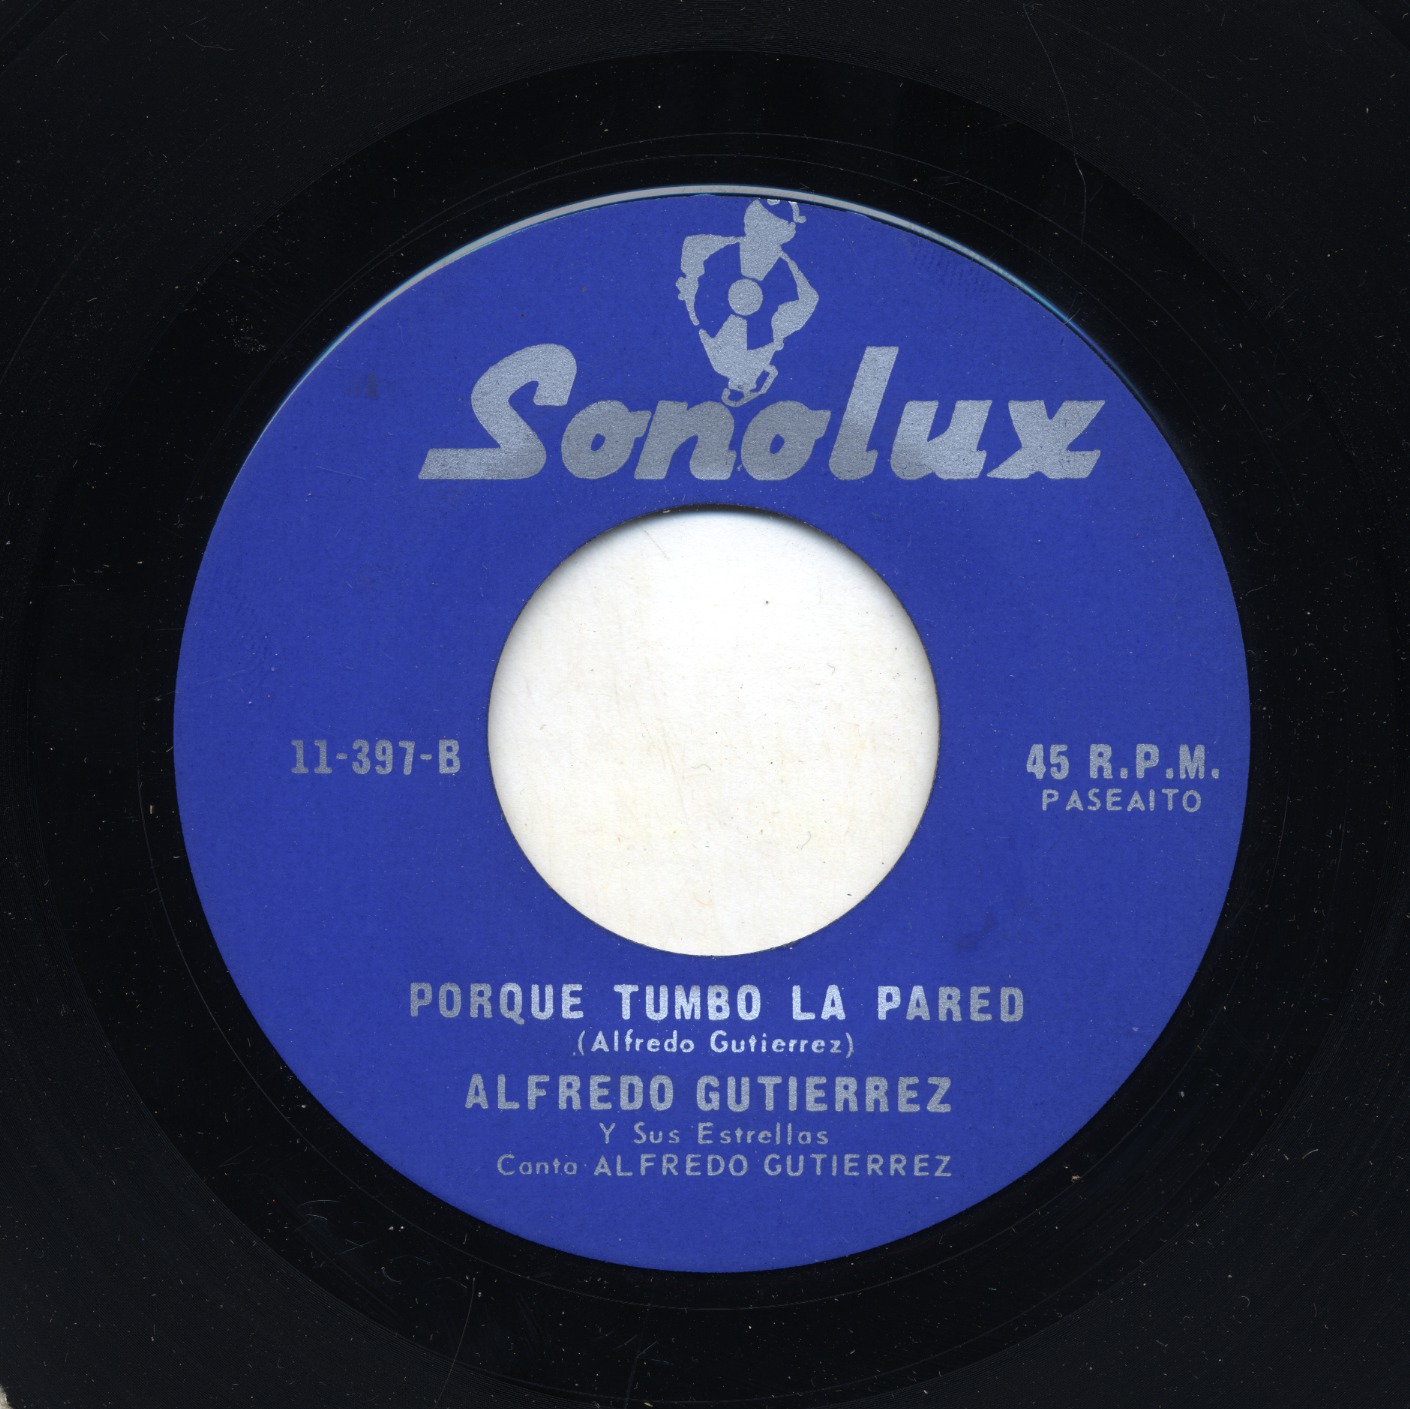 Sonolux
11-397-B
45 R.P.M.
PASEAITO
PORQUE TUMBO LA PARED
(Alfredo Gutierrez)
ALFREDO GUTIERREZ
Y Sus Estrellas
Canta ALFREDO GUTIERREZ